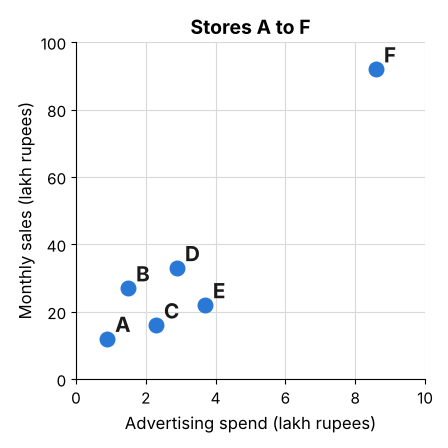 Stores A to F
100
80
60
40
20
0
Monthly sales (lakh rupees)
F
D
B
E
C
A
0 2 4 6 8 10
Advertising spend (lakh rupees)